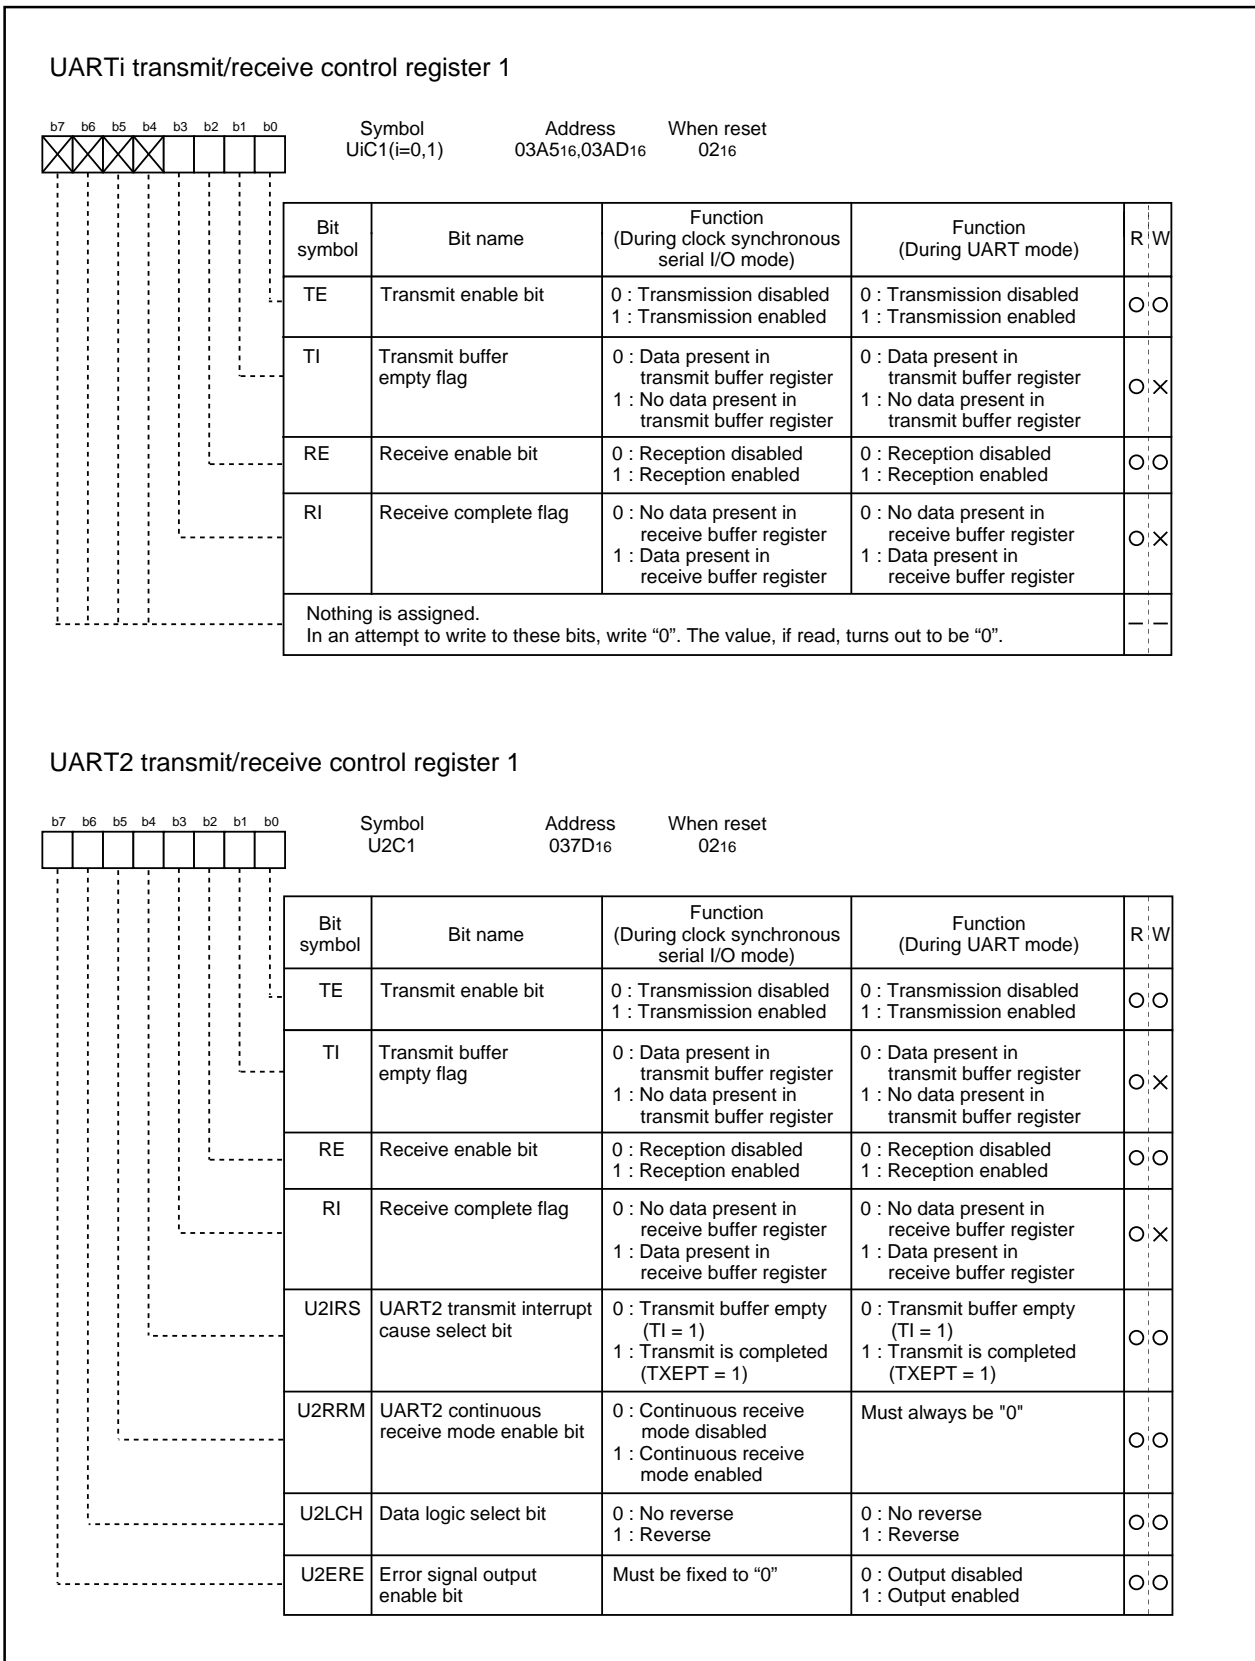 UARTi transmit/receive control register 1
b7 b6 b5 b4 b3 b2 b1 b0
Symbol Address When reset
UiC1(i=0,1) 03A516,03AD16 0216
Bit symbol Bit name Function (During clock synchronous serial I/O mode) Function (During UART mode) R W
TE Transmit enable bit 0 : Transmission disabled 0 : Transmission disabled
1 : Transmission enabled 1 : Transmission enabled
TI Transmit buffer 0 : Data present in 0 : Data present in
empty flag transmit buffer register transmit buffer register
1 : No data present in 1 : No data present in
transmit buffer register transmit buffer register
RE Receive enable bit 0 : Reception disabled 0 : Reception disabled
1 : Reception enabled 1 : Reception enabled
RI Receive complete flag 0 : No data present in 0 : No data present in
receive buffer register receive buffer register
1 : Data present in 1 : Data present in
receive buffer register receive buffer register
Nothing is assigned.
In an attempt to write to these bits, write “0”. The value, if read, turns out to be “0”.
UART2 transmit/receive control register 1
b7 b6 b5 b4 b3 b2 b1 b0
Symbol Address When reset
U2C1 037D16 0216
Bit symbol Bit name Function (During clock synchronous serial I/O mode) Function (During UART mode) R W
TE Transmit enable bit 0 : Transmission disabled 0 : Transmission disabled
1 : Transmission enabled 1 : Transmission enabled
TI Transmit buffer 0 : Data present in 0 : Data present in
empty flag transmit buffer register transmit buffer register
1 : No data present in 1 : No data present in
transmit buffer register transmit buffer register
RE Receive enable bit 0 : Reception disabled 0 : Reception disabled
1 : Reception enabled 1 : Reception enabled
RI Receive complete flag 0 : No data present in 0 : No data present in
receive buffer register receive buffer register
1 : Data present in 1 : Data present in
receive buffer register receive buffer register
U2IRS UART2 transmit interrupt 0 : Transmit buffer empty 0 : Transmit buffer empty
cause select bit (TI = 1) (TI = 1)
1 : Transmit is completed 1 : Transmit is completed
(TXEPT = 1) (TXEPT = 1)
U2RRM UART2 continuous 0 : Continuous receive Must always be "0"
receive mode enable bit mode disabled
1 : Continuous receive
mode enabled
U2LCH Data logic select bit 0 : No reverse 0 : No reverse
1 : Reverse 1 : Reverse
U2ERE Error signal output Must be fixed to “0” 0 : Output disabled
enable bit 1 : Output enabled